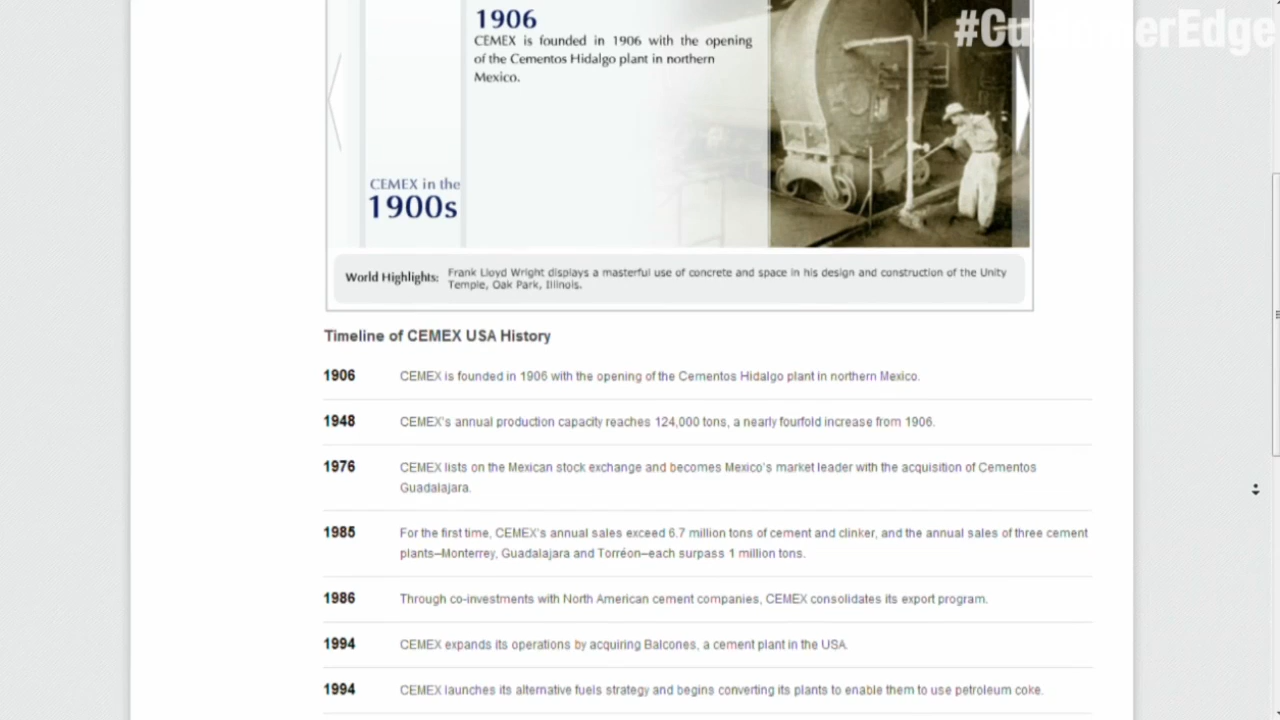 #CustomerEdge
1906
CEMEX is founded in 1906 with the opening
of the Cementos Hidalgo plant in northern
Mexico.
CEMEX in the
1900s
World Highlights: Frank Lloyd Wright displays a masterful use of concrete and space in his design and construction of the Unity
Temple, Oak Park, Illinois.
Timeline of CEMEX USA History
1906 CEMEX is founded in 1906 with the opening of the Cementos Hidalgo plant in northern Mexico.
1948 CEMEX's annual production capacity reaches 124,000 tons, a nearly fourfold increase from 1906.
1976 CEMEX lists on the Mexican stock exchange and becomes Mexico's market leader with the acquisition of Cementos
Guadalajara.
1985 For the first time, CEMEX's annual sales exceed 6.7 million tons of cement and clinker, and the annual sales of three cement
plants–Monterrey, Guadalajara and Torréon–each surpass 1 million tons.
1986 Through co-investments with North American cement companies, CEMEX consolidates its export program.
1994 CEMEX expands its operations by acquiring Balcones, a cement plant in the USA.
1994 CEMEX launches its alternative fuels strategy and begins converting its plants to enable them to use petroleum coke.